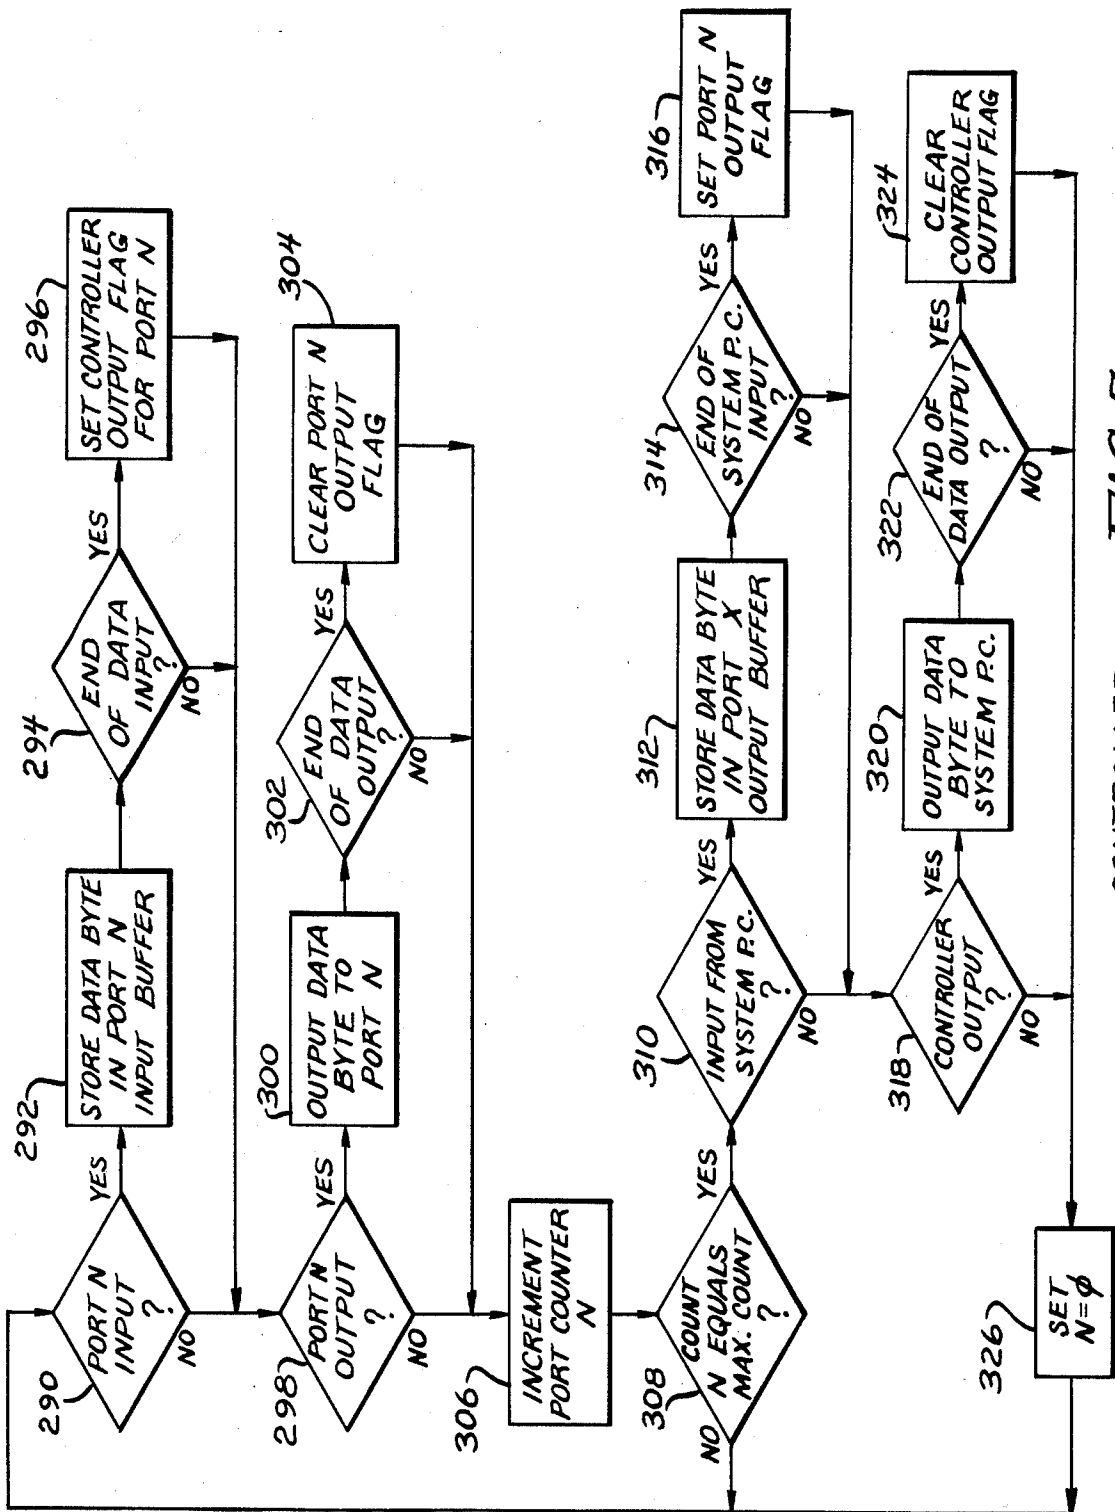 290
PORT N
INPUT
?
YES
NO
292
STORE DATA BYTE
IN PORT N
INPUT BUFFER
294
END
OF DATA
INPUT
?
YES
NO
296
SET CONTROLLER
OUTPUT FLAG
FOR PORT N
298
PORT N
OUTPUT
?
YES
NO
300
OUTPUT DATA
BYTE TO
PORT N
302
END
OF DATA
OUTPUT
?
YES
NO
304
CLEAR PORT N
OUTPUT
FLAG
306
INCREMENT
PORT COUNTER
N
308
COUNT
N EQUALS
MAX. COUNT
?
NO
YES
310
INPUT FROM
SYSTEM P.C.
?
YES
NO
312
STORE DATA BYTE
IN PORT X
OUTPUT BUFFER
314
END OF
SYSTEM P.C.
INPUT
?
YES
NO
316
SET PORT N
OUTPUT
FLAG
318
CONTROLLER
OUTPUT
?
YES
NO
320
OUTPUT DATA
BYTE TO
SYSTEM P.C.
322
END OF
DATA OUTPUT
?
YES
NO
324
CLEAR
CONTROLLER
OUTPUT FLAG
326
SET
N=φ